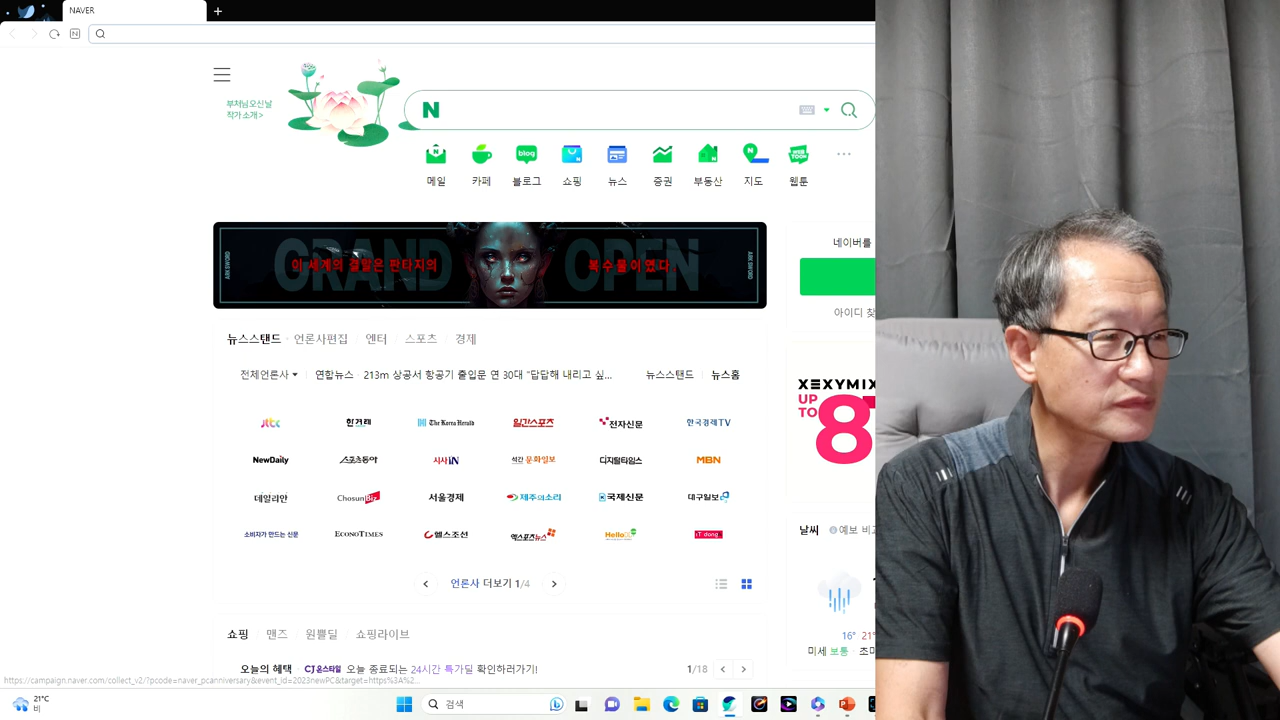 NAVER
부처님오신날
작가 소개 >
N
메일 카페 블로그 쇼핑 뉴스 증권 부동산 지도 웹툰
blog
WEB
TOON
GRAND OPEN
이 세계의 결말은 판타지의 복수물이였다.
ARK SWORD
ARK SWORD
네이버를
아이디 찾
뉴스스탠드 · 언론사편집 엔터 스포츠 경제
전체언론사 연합뉴스 · 213m 상공서 항공기 출입문 연 30대 "답답해 내리고 싶... 뉴스스탠드 뉴스홈
jtbc 한겨레 The Korea Herald 일간스포츠 전자신문 한국경제TV
NewDaily 스포츠동아 시사IN 석간 문화일보 디지털타임스 MBN
데일리안 ChosunBiz 서울경제 제주의소리 국제신문 대구일보
소비자가 만드는 신문 ECONOTIMES 헬스조선 엑스포츠뉴스 HelloDD
언론사 더보기 1/4
XEXYMIX
UP
TO
8
날씨 예보 비교
16° 21°
미세 보통 · 초미
쇼핑 맨즈 원쁠딜 쇼핑라이브
오늘의 혜택 CJ온스타일 오늘 종료되는 24시간 특가딜 확인하러가기!
1/18
https://campaign.naver.com/collect_v2/?pcode=naver_pcanniversary&event_id=2023newPC&target=https%3A%2...
21°C
비
검색